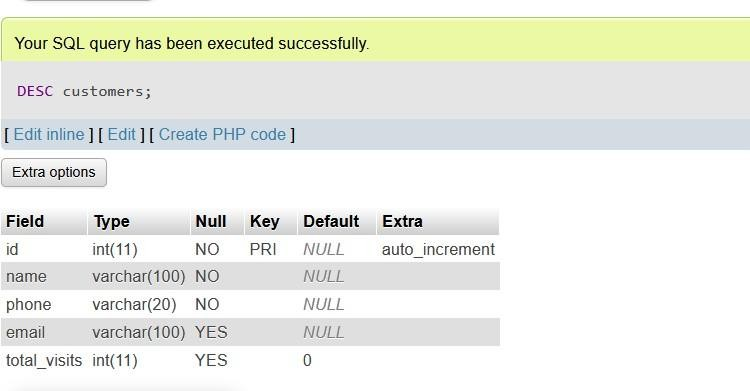 Your SQL query has been executed successfully.
DESC customers;
[ Edit inline ] [ Edit ] [ Create PHP code ]
Extra options
Field Type Null Key Default Extra
id int(11) NO PRI NULL auto_increment
name varchar(100) NO NULL
phone varchar(20) NO NULL
email varchar(100) YES NULL
total_visits int(11) YES 0